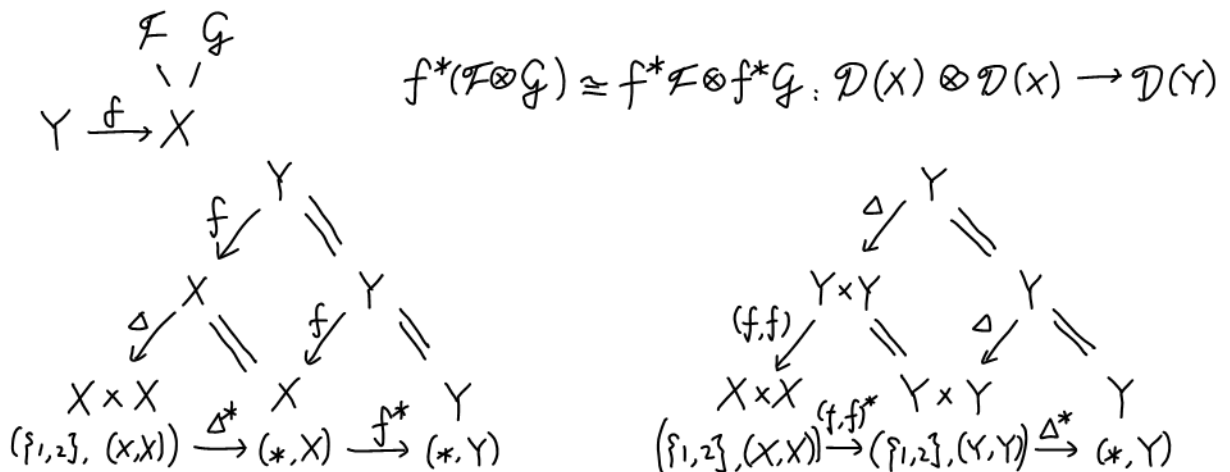 ℱ 𝒢
f*(ℱ⊗𝒢) ≅ f*ℱ⊗f*𝒢 : 𝒟(X) ⊗ 𝒟(X) → 𝒟(Y)
Y f→ X
Y Y
f Δ
X Y Y×Y Y
Δ f (f,f) Δ
X×X X Y X×X Y×Y Y
({1,2}, (X,X)) Δ*→ (*,X) f*→ (*,Y) ({1,2}, (X,X)) (f,f)*→ ({1,2}, (Y,Y)) Δ*→ (*,Y)